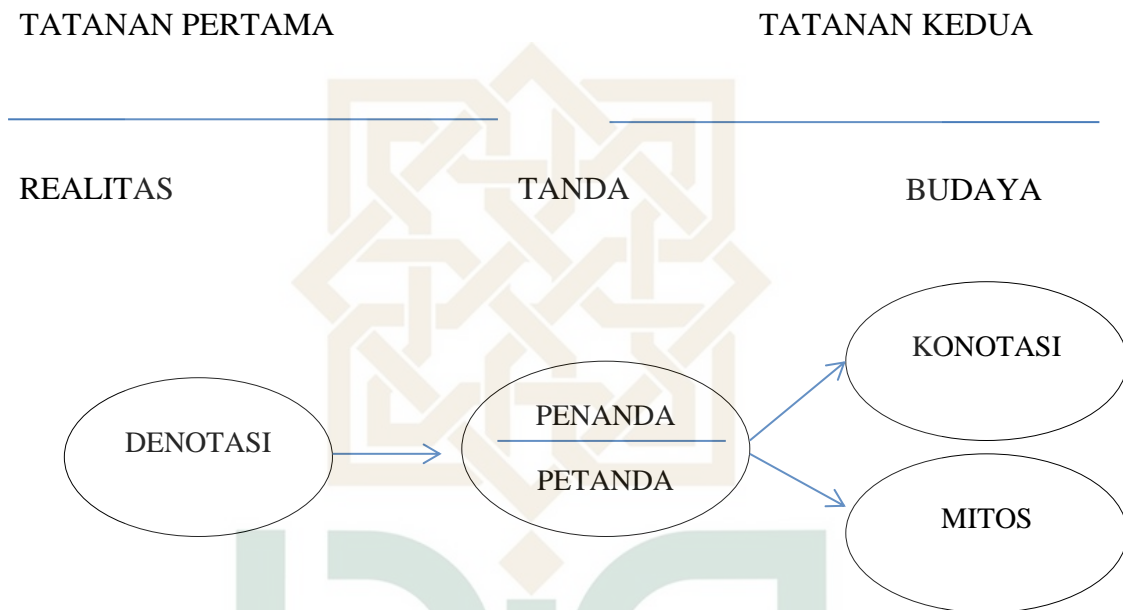 TATANAN PERTAMA TATANAN KEDUA
REALITAS TANDA BUDAYA
KONOTASI
PENANDA
DENOTASI
PETANDA
MITOS